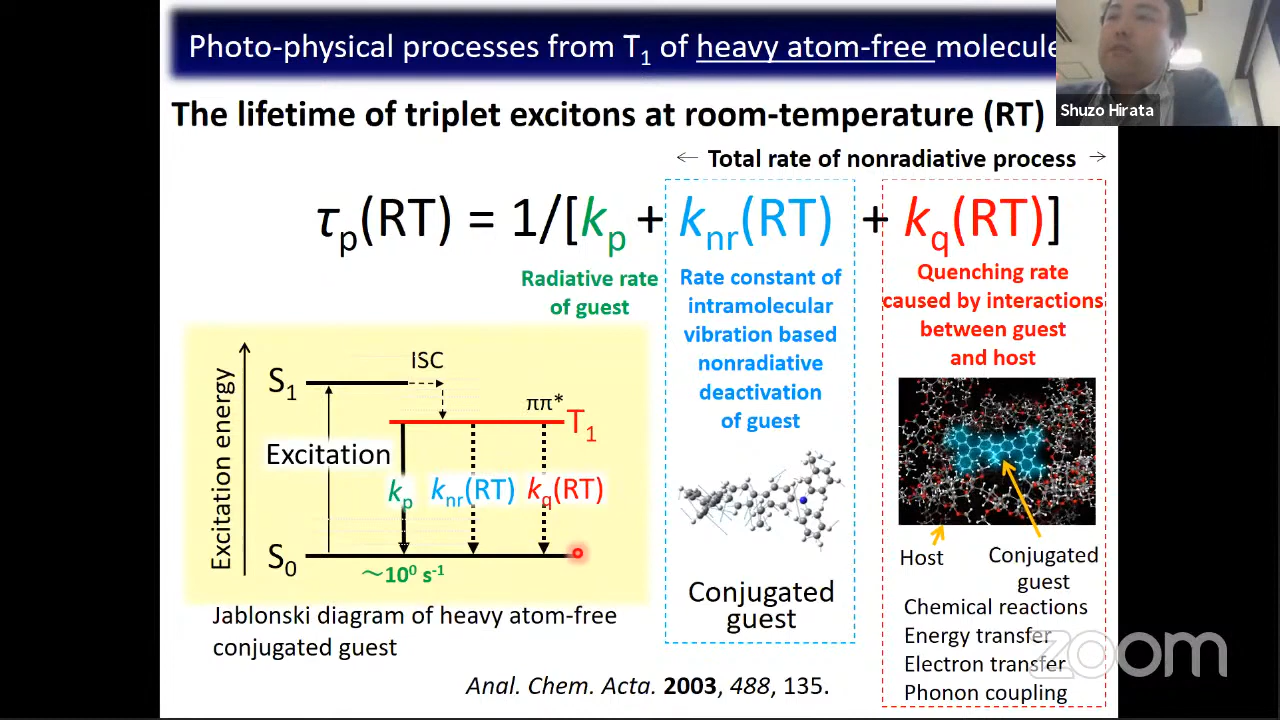 Photo-physical processes from T₁ of heavy atom-free molecule
Shuzo Hirata
The lifetime of triplet excitons at room-temperature (RT)
← Total rate of nonradiative process →
τp(RT) = 1/[kp + knr(RT) + kq(RT)]
Radiative rate
of guest
Rate constant of
intramolecular
vibration based
nonradiative
deactivation
of guest
Quenching rate
caused by interactions
between guest
and host
Excitation energy
S₁
ISC
ππ*
T₁
Excitation
kp
knr(RT)
kq(RT)
S₀
~10⁰ s⁻¹
Jablonski diagram of heavy atom-free
conjugated guest
Conjugated
guest
Host
Conjugated
guest
Chemical reactions
Energy transfer
Electron transfer
Phonon coupling
zoom
Anal. Chem. Acta. 2003, 488, 135.